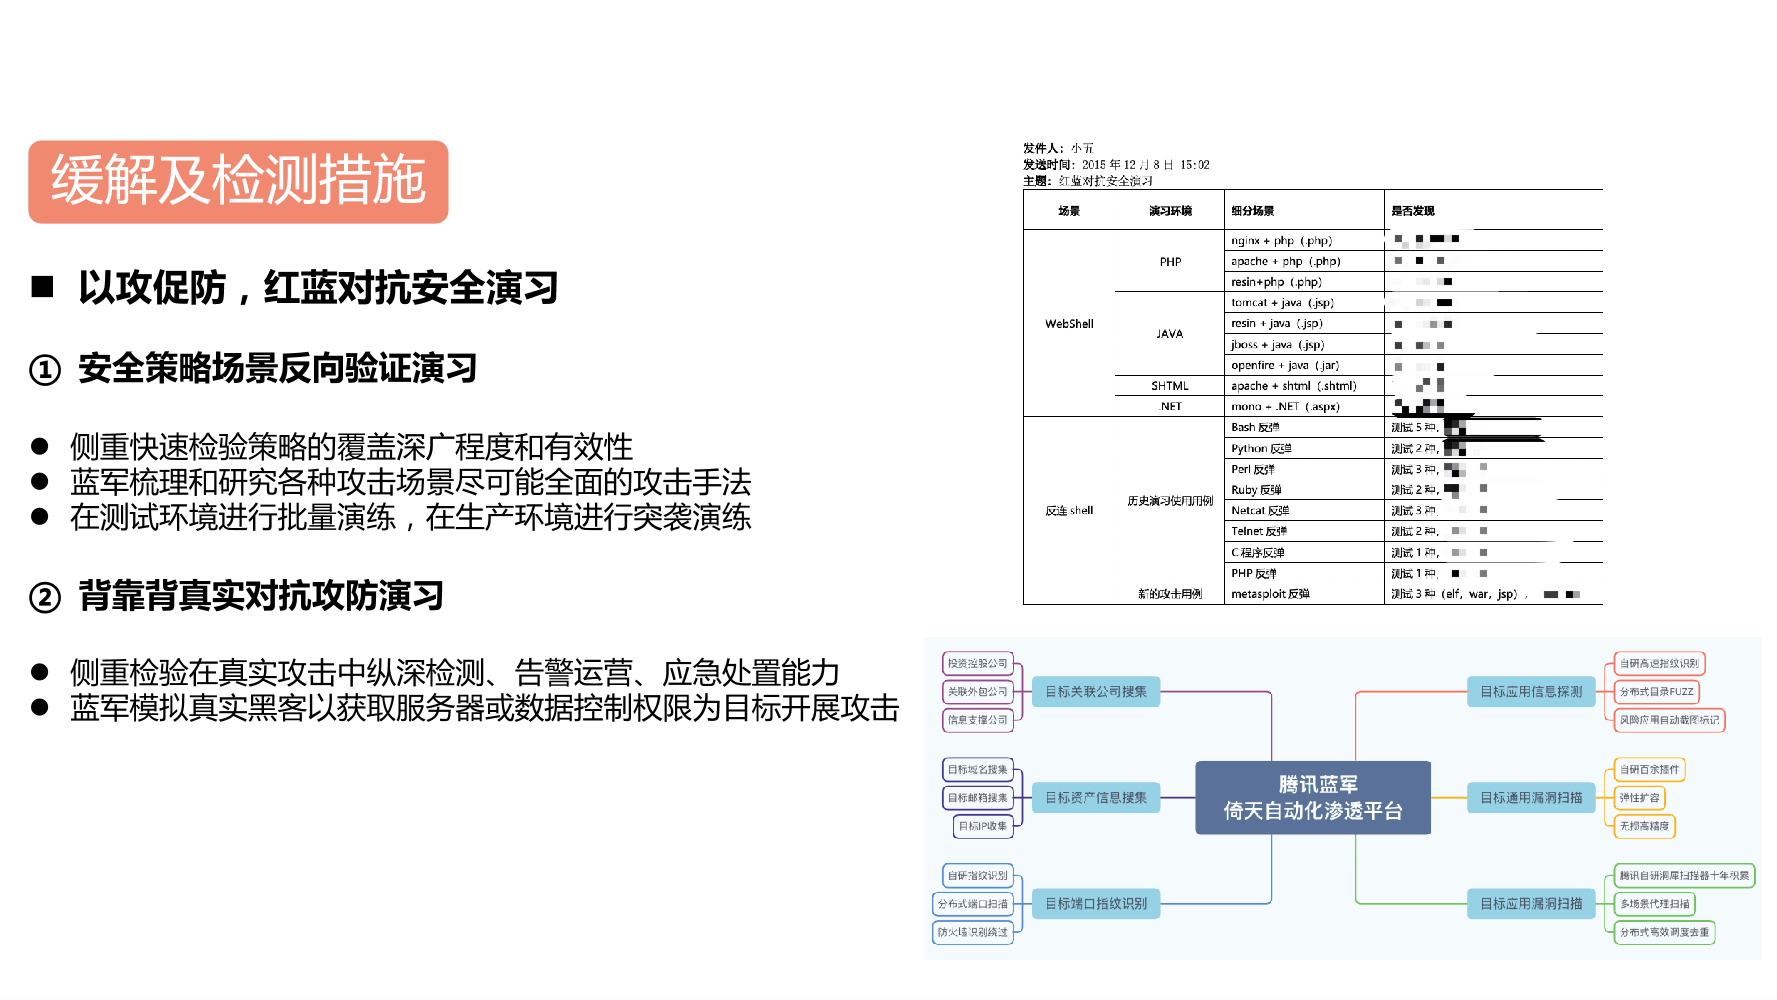 缓解及检测措施
■ 以攻促防，红蓝对抗安全演习
① 安全策略场景反向验证演习
● 侧重快速检验策略的覆盖深广程度和有效性
● 蓝军梳理和研究各种攻击场景尽可能全面的攻击手法
● 在测试环境进行批量演练，在生产环境进行突袭演练
② 背靠背真实对抗攻防演习
● 侧重检验在真实攻击中纵深检测、告警运营、应急处置能力
● 蓝军模拟真实黑客以获取服务器或数据控制权限为目标开展攻击
发件人：小五
发送时间：2015 年 12 月 8 日 15:02
主题：红蓝对抗安全演习
场景 演习环境 细分场景 是否发现
WebShell
PHP
nginx + php（.php）
apache + php（.php）
resin+php（.php）
JAVA
tomcat + java（.jsp）
resin + java（.jsp）
jboss + java（.jsp）
openfire + java（.jar）
SHTML apache + shtml（.shtml）
.NET mono + .NET（.aspx）
反连 shell
历史演习使用用例
Bash 反弹 测试 5 种，
Python 反弹 测试 2 种，
Perl 反弹 测试 3 种，
Ruby 反弹 测试 2 种，
Netcat 反弹 测试 3 种，
Telnet 反弹 测试 2 种，
C 程序反弹 测试 1 种，
PHP 反弹 测试 1 种，
新的攻击用例 metasploit 反弹 测试 3 种（elf，war，jsp），
腾讯蓝军
倚天自动化渗透平台
目标关联公司搜集
投资控股公司
关联外包公司
信息支撑公司
目标资产信息搜集
目标域名搜集
目标邮箱搜集
目标IP收集
目标端口指纹识别
自研指纹识别
分布式端口扫描
防火墙识别绕过
目标应用信息探测
自研高速指纹识别
分布式目录FUZZ
风险应用自动截图标记
目标通用漏洞扫描
自研百余插件
弹性扩容
无损高精度
目标应用漏洞扫描
腾讯自研洞犀扫描器十年积累
多场景代理扫描
分布式高效调度去重